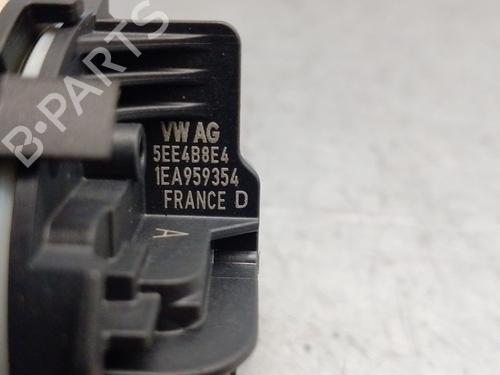 B-PARTS
VW AG
5EE4B8E4
1EA959354
FRANCE D
A